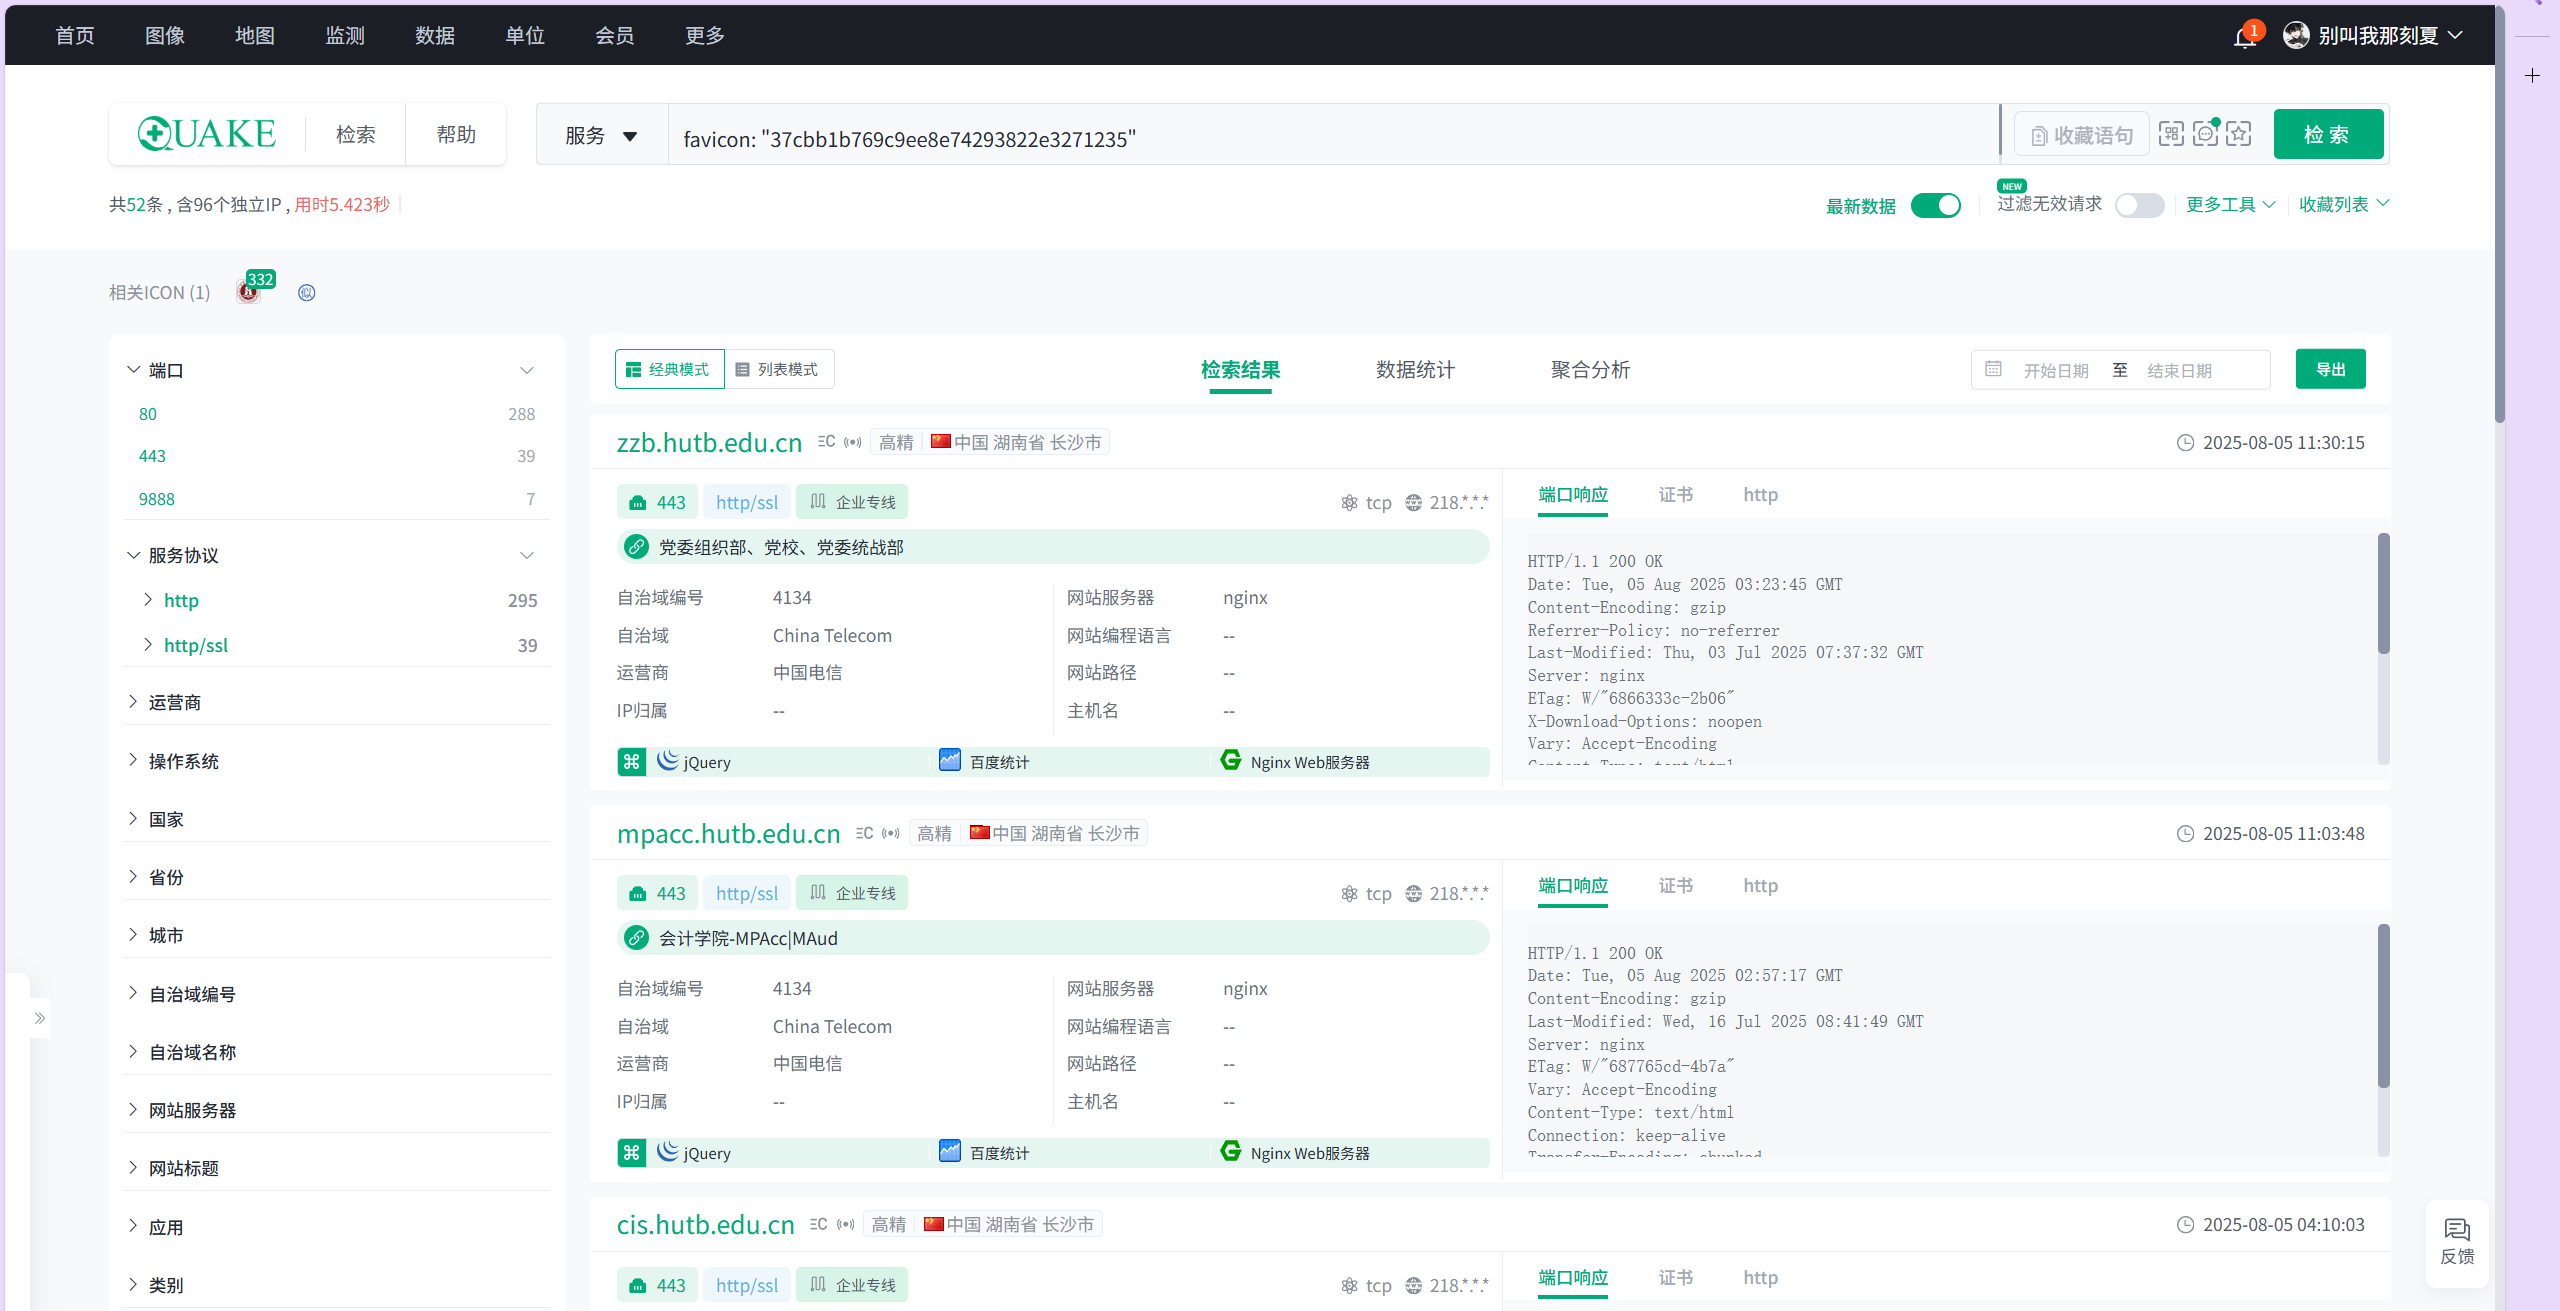 首页 图像 地图 监测 数据 单位 会员 更多 1 别叫我那刻夏
QUAKE 检索 帮助 服务 favicon: "37cbb1b769c9ee8e74293822e3271235" 收藏语句 检 索
共52条 , 含96个独立IP , 用时5.423秒 最新数据 NEW 过滤无效请求 更多工具 收藏列表
相关ICON (1) 332 似
端口
80 288
443 39
9888 7
服务协议
http 295
http/ssl 39
运营商
操作系统
国家
省份
城市
自治域编号
自治域名称
网站服务器
网站标题
应用
类别
经典模式 列表模式 检索结果 数据统计 聚合分析 开始日期 至 结束日期 导出
zzb.hutb.edu.cn EC 高精 中国 湖南省 长沙市 2025-08-05 11:30:15
443 http/ssl 企业专线 tcp 218.*.*.*
党委组织部、党校、党委统战部
自治域编号 4134 网站服务器 nginx
自治域 China Telecom 网站编程语言 --
运营商 中国电信 网站路径 --
IP归属 -- 主机名 --
jQuery 百度统计 Nginx Web服务器
端口响应 证书 http
HTTP/1.1 200 OK
Date: Tue, 05 Aug 2025 03:23:45 GMT
Content-Encoding: gzip
Referrer-Policy: no-referrer
Last-Modified: Thu, 03 Jul 2025 07:37:32 GMT
Server: nginx
ETag: W/"6866333c-2b06"
X-Download-Options: noopen
Vary: Accept-Encoding
Content-Type: text/html
mpacc.hutb.edu.cn EC 高精 中国 湖南省 长沙市 2025-08-05 11:03:48
443 http/ssl 企业专线 tcp 218.*.*.*
会计学院-MPAcc|MAud
自治域编号 4134 网站服务器 nginx
自治域 China Telecom 网站编程语言 --
运营商 中国电信 网站路径 --
IP归属 -- 主机名 --
jQuery 百度统计 Nginx Web服务器
端口响应 证书 http
HTTP/1.1 200 OK
Date: Tue, 05 Aug 2025 02:57:17 GMT
Content-Encoding: gzip
Last-Modified: Wed, 16 Jul 2025 08:41:49 GMT
Server: nginx
ETag: W/"687765cd-4b7a"
Vary: Accept-Encoding
Content-Type: text/html
Connection: keep-alive
Transfer-Encoding: chunked
cis.hutb.edu.cn EC 高精 中国 湖南省 长沙市 2025-08-05 04:10:03
443 http/ssl 企业专线 tcp 218.*.*.*
端口响应 证书 http
反馈